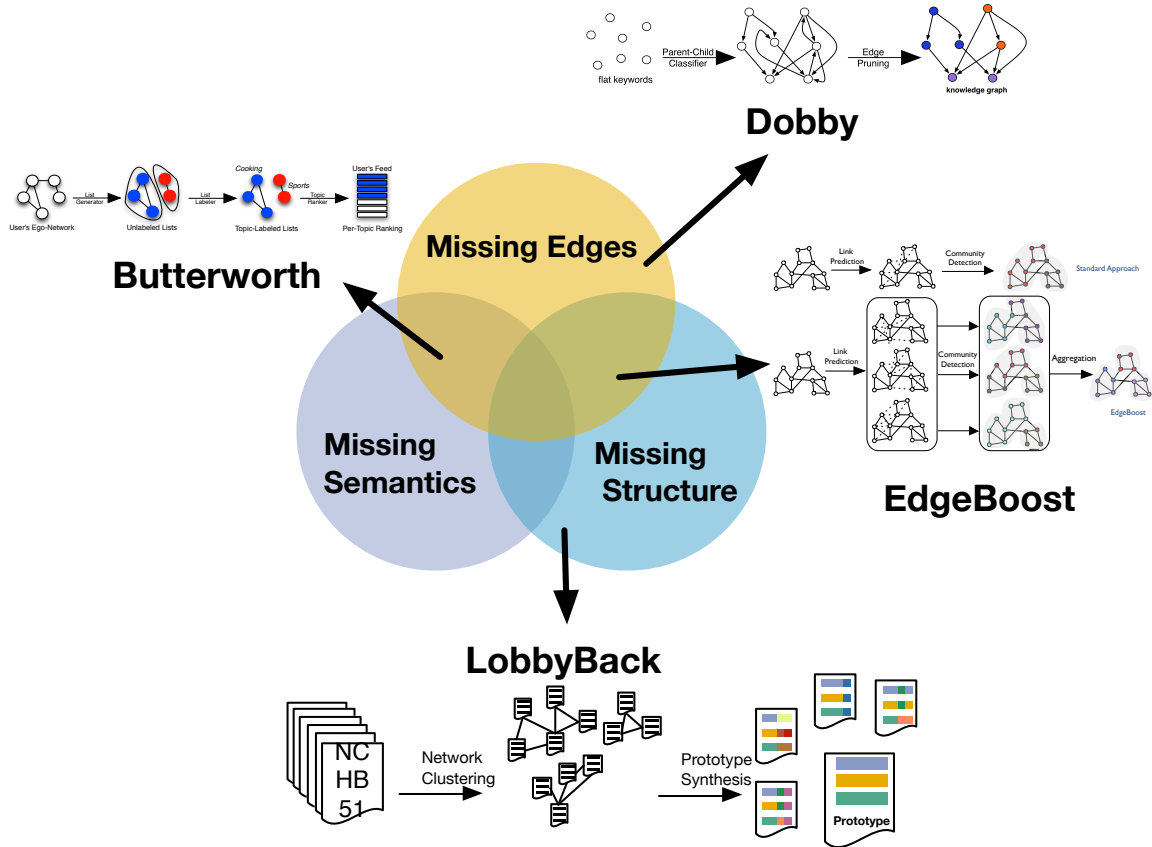 flat keywords
Parent-Child
Classifier
Edge
Pruning
knowledge graph
Dobby
User's Ego-Network
List
Generator
Unlabeled Lists
List
Labeler
Cooking
Sports
Topic-Labeled Lists
Topic
Ranker
User's Feed
Per-Topic Ranking
Butterworth
Missing Edges
Missing
Semantics
Missing
Structure
Link
Prediction
Community
Detection
Standard Approach
Link
Prediction
Community
Detection
Aggregation
EdgeBoost
EdgeBoost
LobbyBack
NC
HB
51
Network
Clustering
Prototype
Synthesis
Prototype